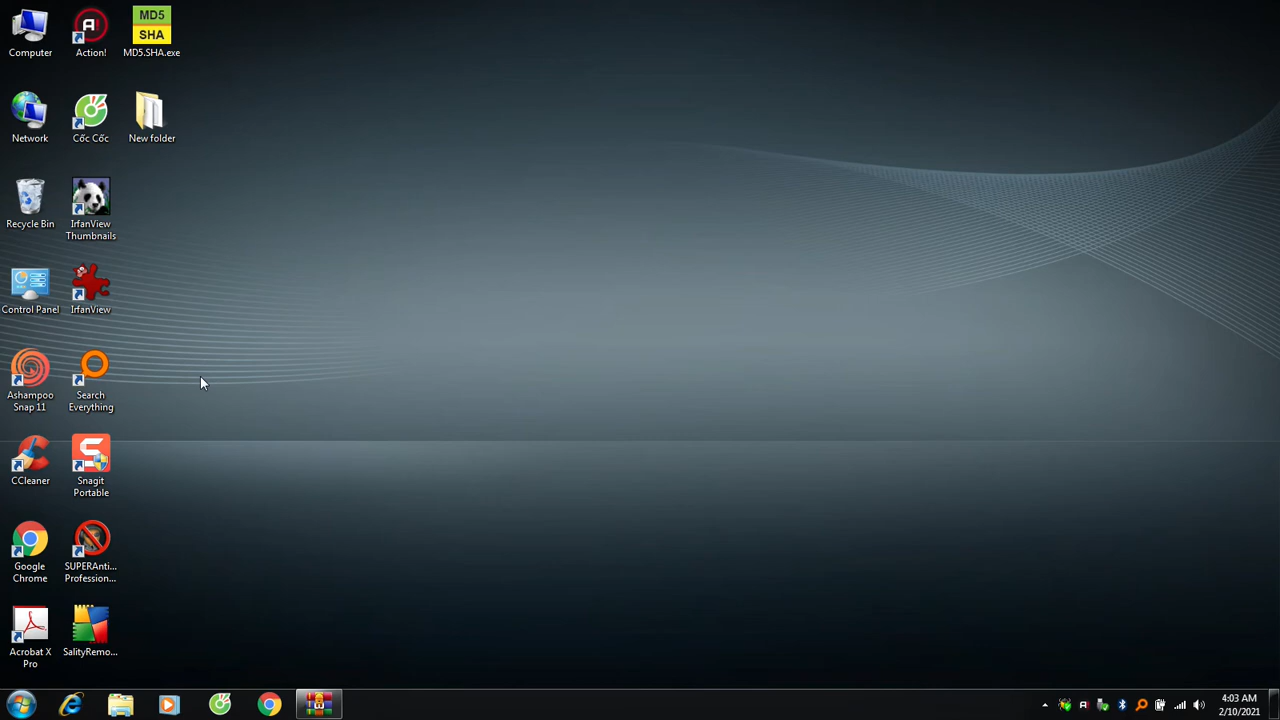 Computer
Action!
MD5
SHA
MD5.SHA.exe
Network
Cốc Cốc
New folder
Recycle Bin
IrfanView
Thumbnails
Control Panel
IrfanView
Ashampoo
Snap 11
Search
Everything
CCleaner
Snagit
Portable
Google
Chrome
SUPERAnti...
Profession...
Acrobat X
Pro
SalityRemo...
4:03 AM
2/10/2021